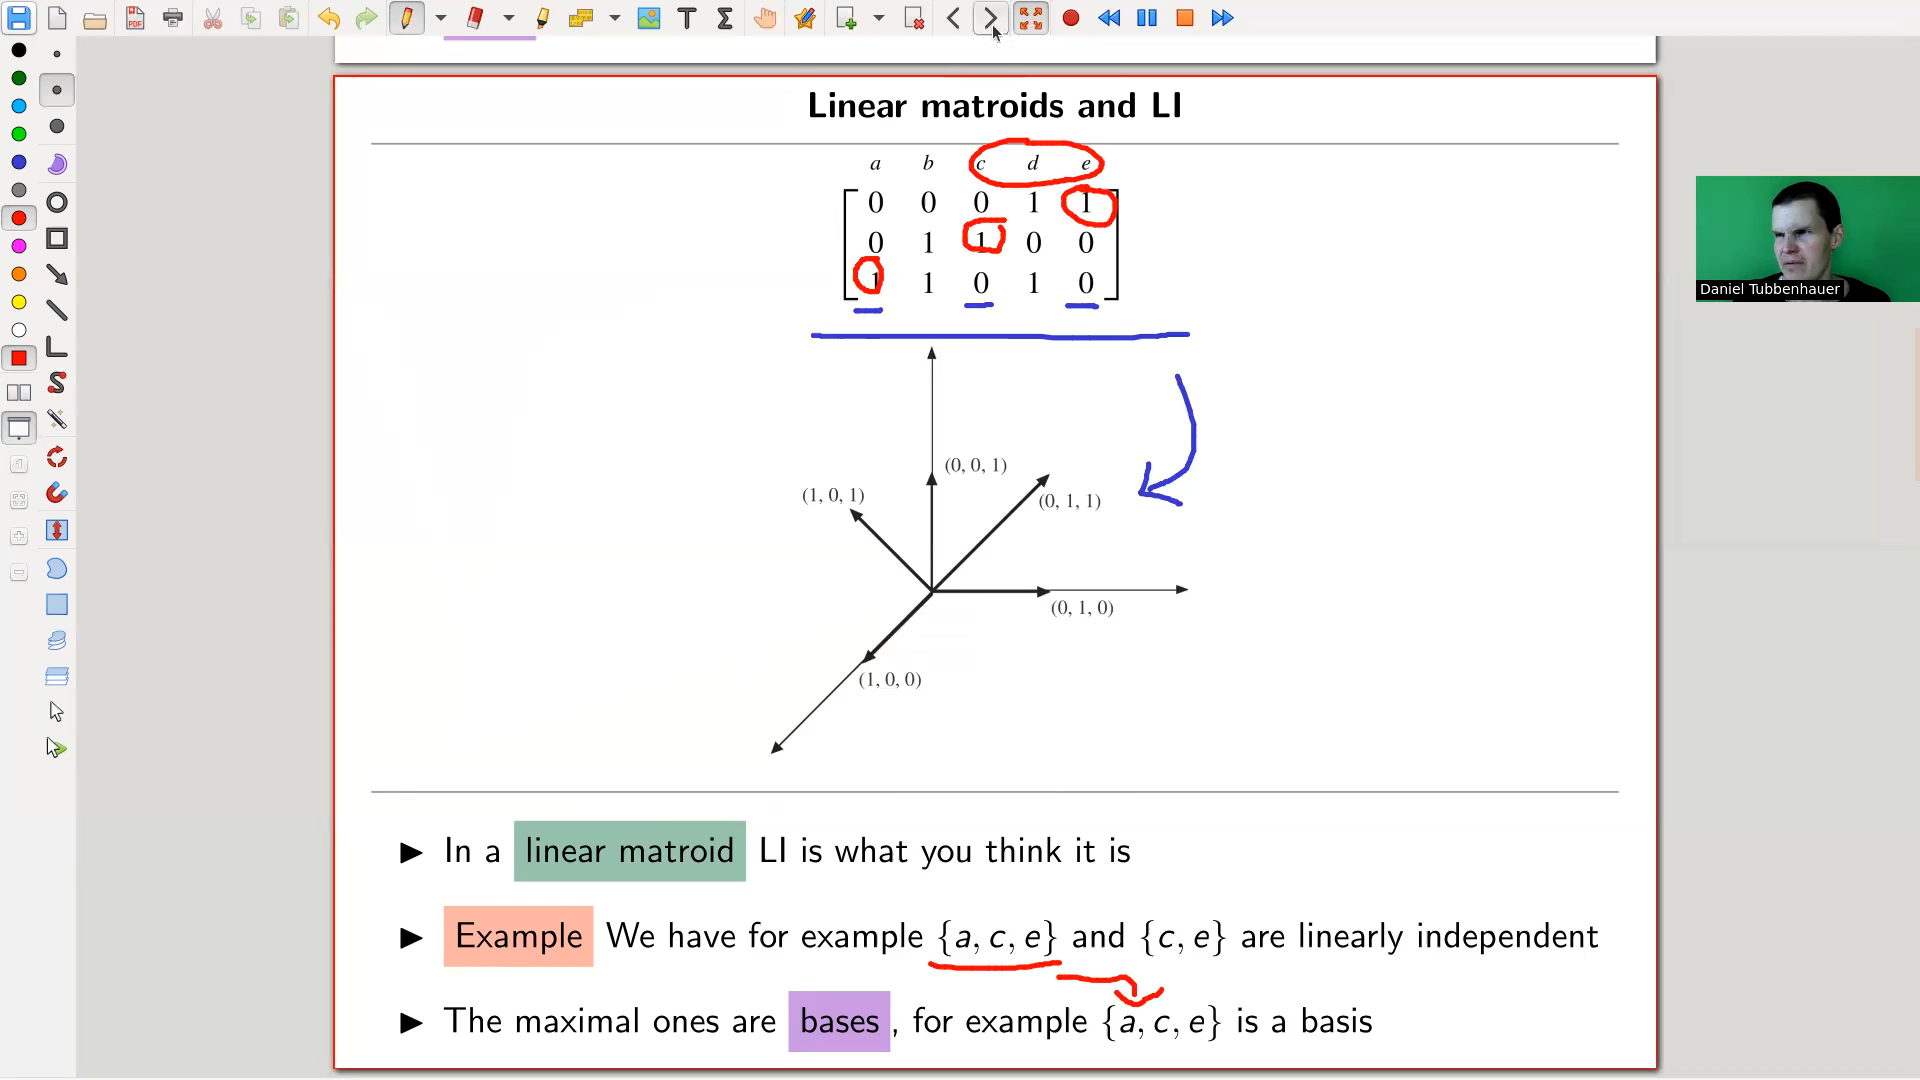 Linear matroids and LI
a b c d e
0 0 0 1 1
0 1 1 0 0
1 1 0 1 0
(0, 0, 1)
(1, 0, 1)
(0, 1, 1)
(0, 1, 0)
(1, 0, 0)
▶ In a linear matroid LI is what you think it is
▶ Example We have for example {a, c, e} and {c, e} are linearly independent
▶ The maximal ones are bases, for example {a, c, e} is a basis
Daniel Tubbenhauer